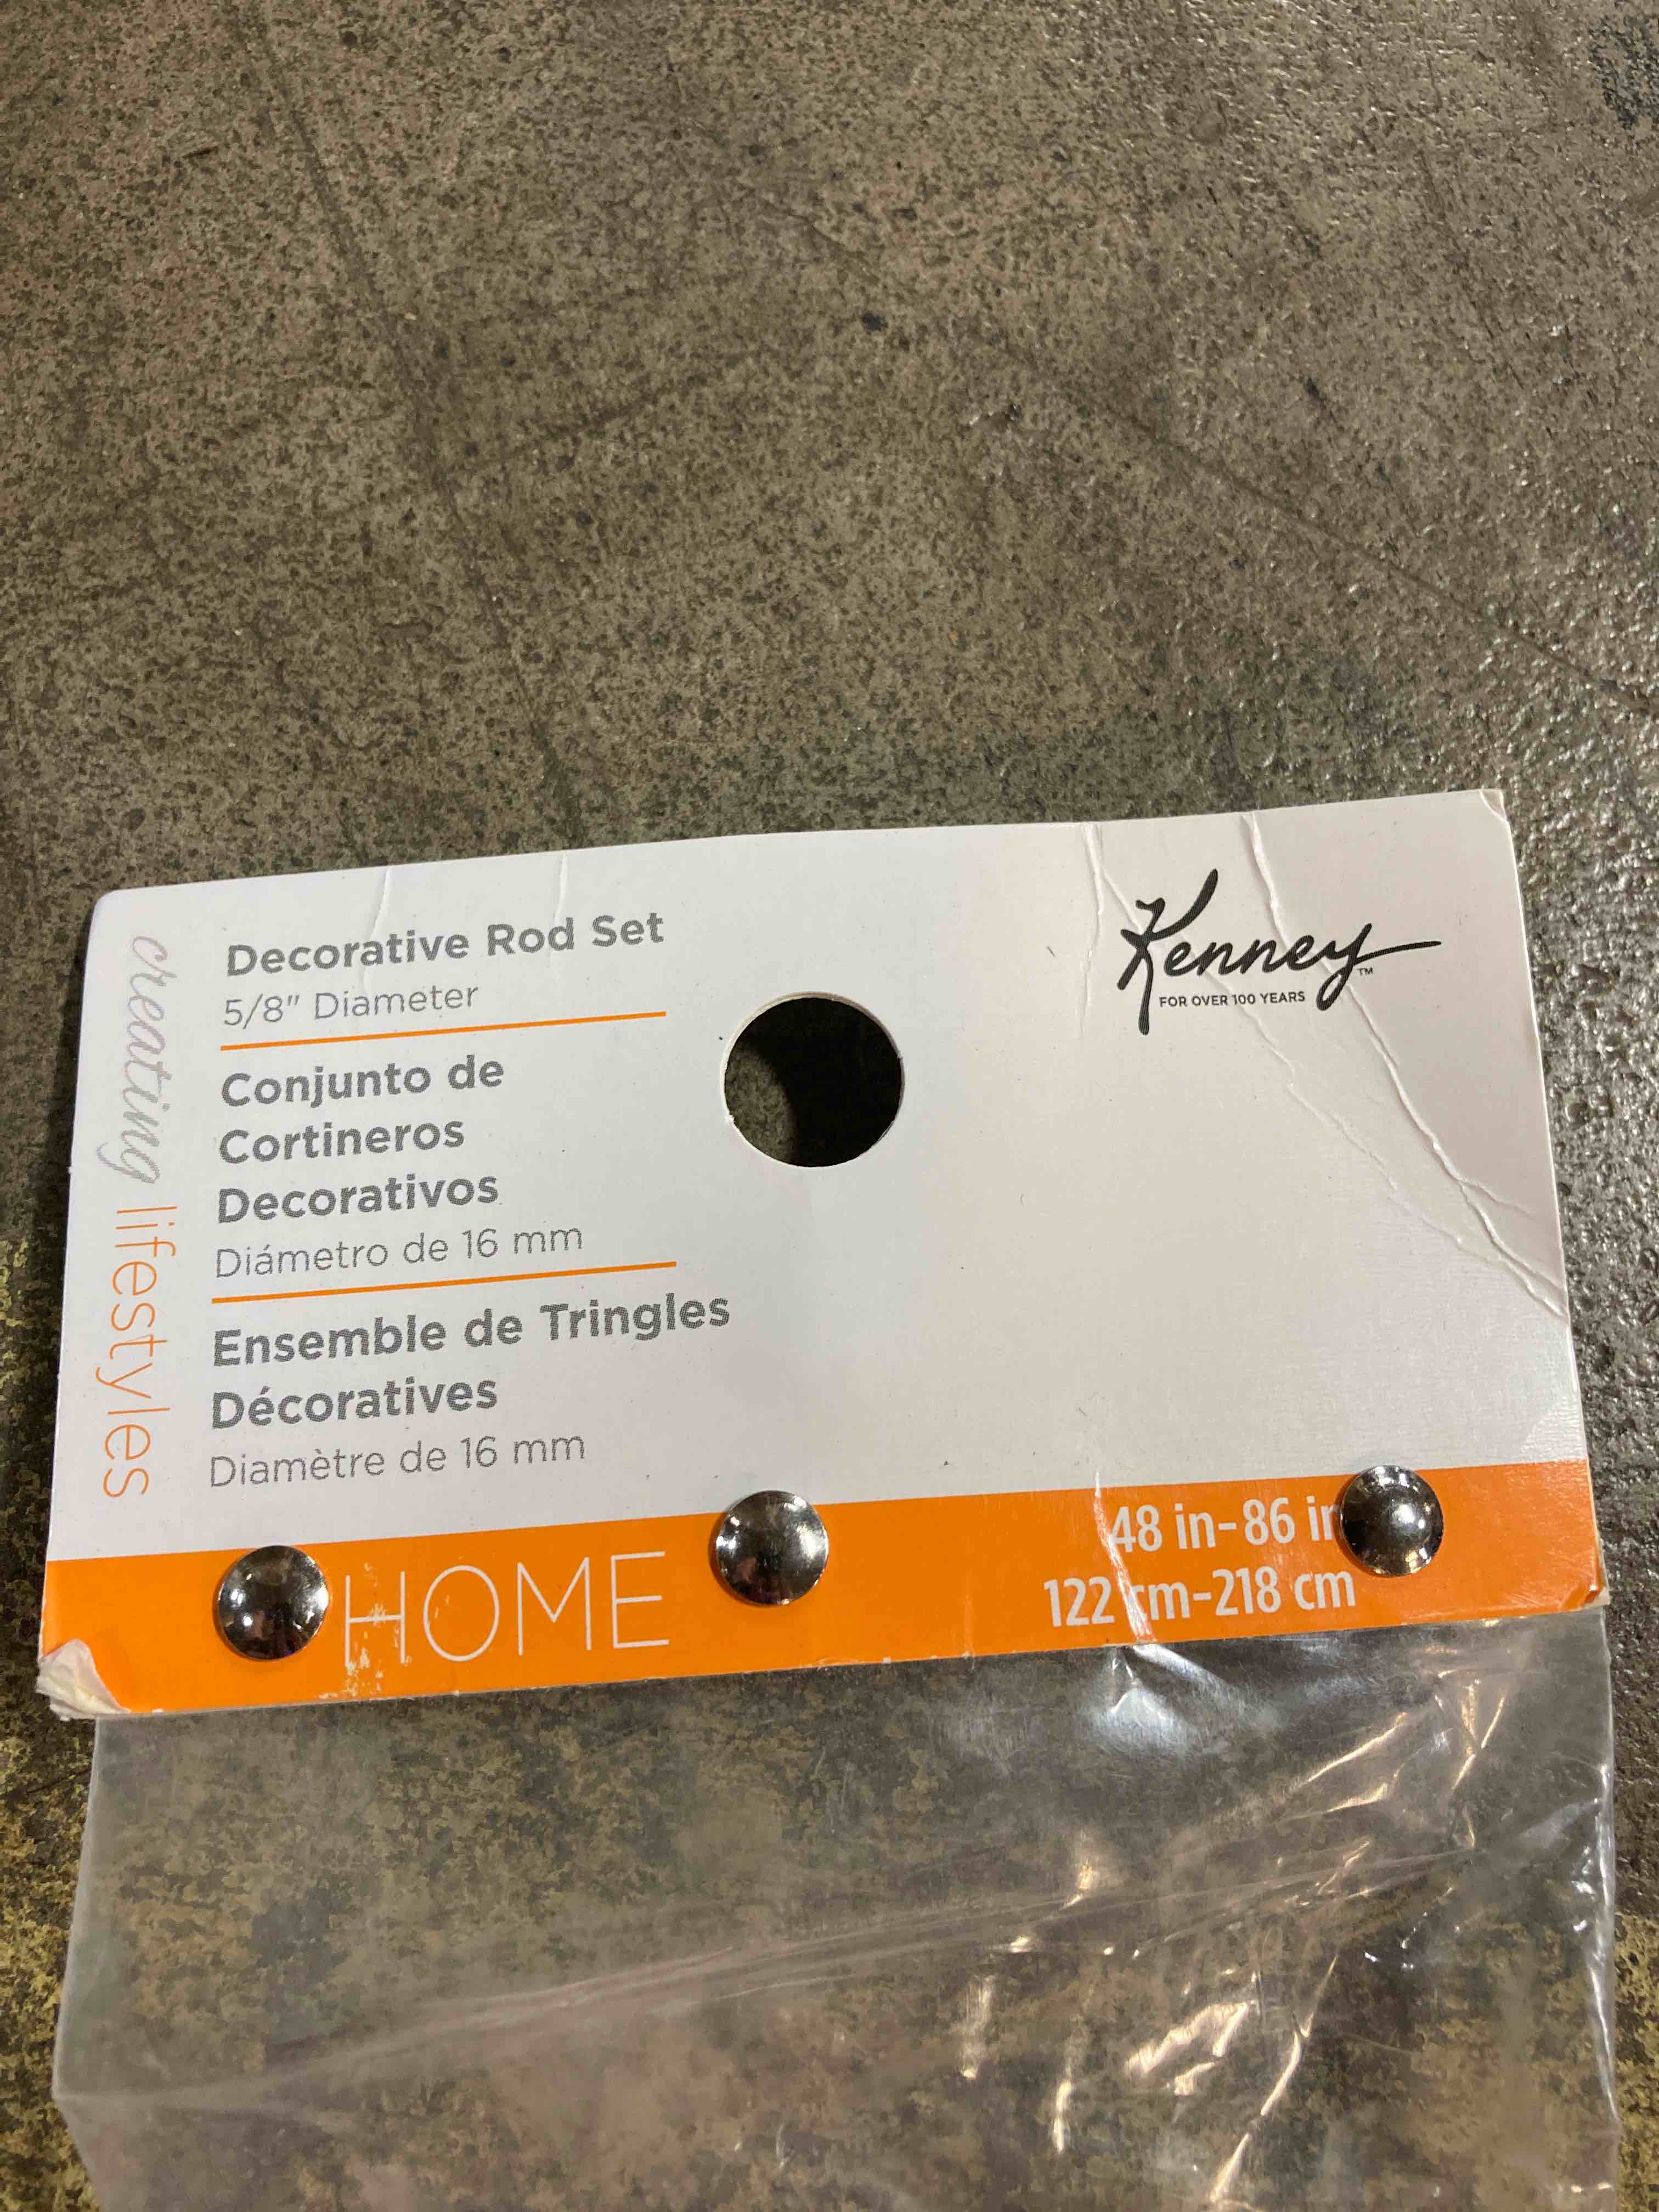 creating lifestyles
Decorative Rod Set
5/8" Diameter
Conjunto de
Cortineros
Decorativos
Diámetro de 16 mm
Ensemble de Tringles
Décoratives
Diamètre de 16 mm
Kenney™
FOR OVER 100 YEARS
HOME
48 in-86 in
122 cm-218 cm